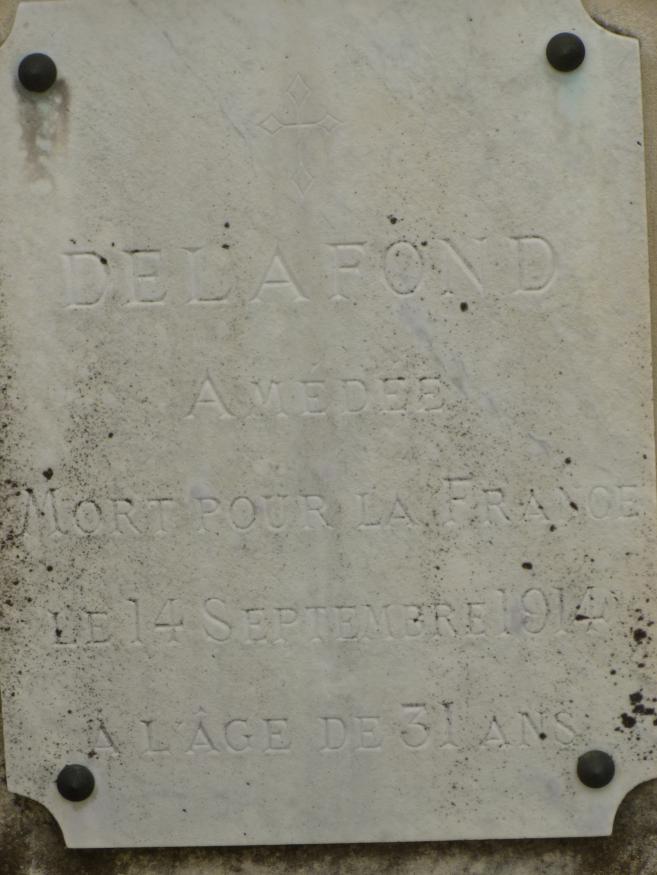 DELAFOND
AMÉDÉE
MORT POUR LA FRANCE
LE 14 SEPTEMBRE 1914
A L'ÂGE DE 31 ANS